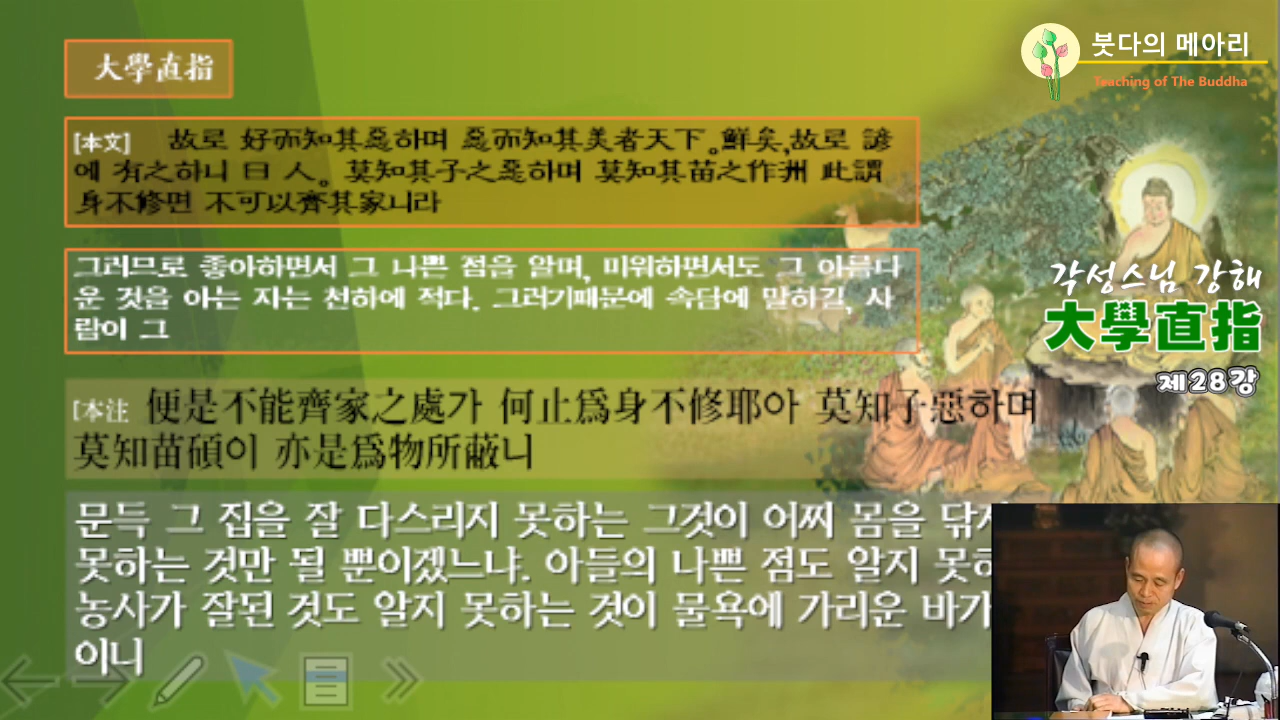 大學直指
[本文] 故로 好而知其惡하며 惡而知其美者天下。鮮矣,故로 諺
에 有之하니 曰 人。莫知其子之惡하며 莫知其苗之
此謂
身不修면 不可以齊其家니라
그러므로 좋아하면서 그 나쁜 점을 알며, 미워하면서도 그 아름다
운 것을 아는 자는 천하에 적다. 그러기때문에 속담에 말하길, 사
람이 그
[本注 便是不能齊家之處가 何止爲身不修耶아 莫知子惡하며
莫知苗碩이 亦是爲物所蔽니
문득 그 집을 잘 다스리지 못하는 그것이 어찌 몸을 닦
못하는 것만 될 뿐이겠느냐. 아들의 나쁜 점도 알지 못
농사가 잘된 것도 알지 못하는 것이 물욕에 가리운 바가
이니
붓다의 메아리
Teaching of The Buddha
각성스님 강해
大學直指
제28강